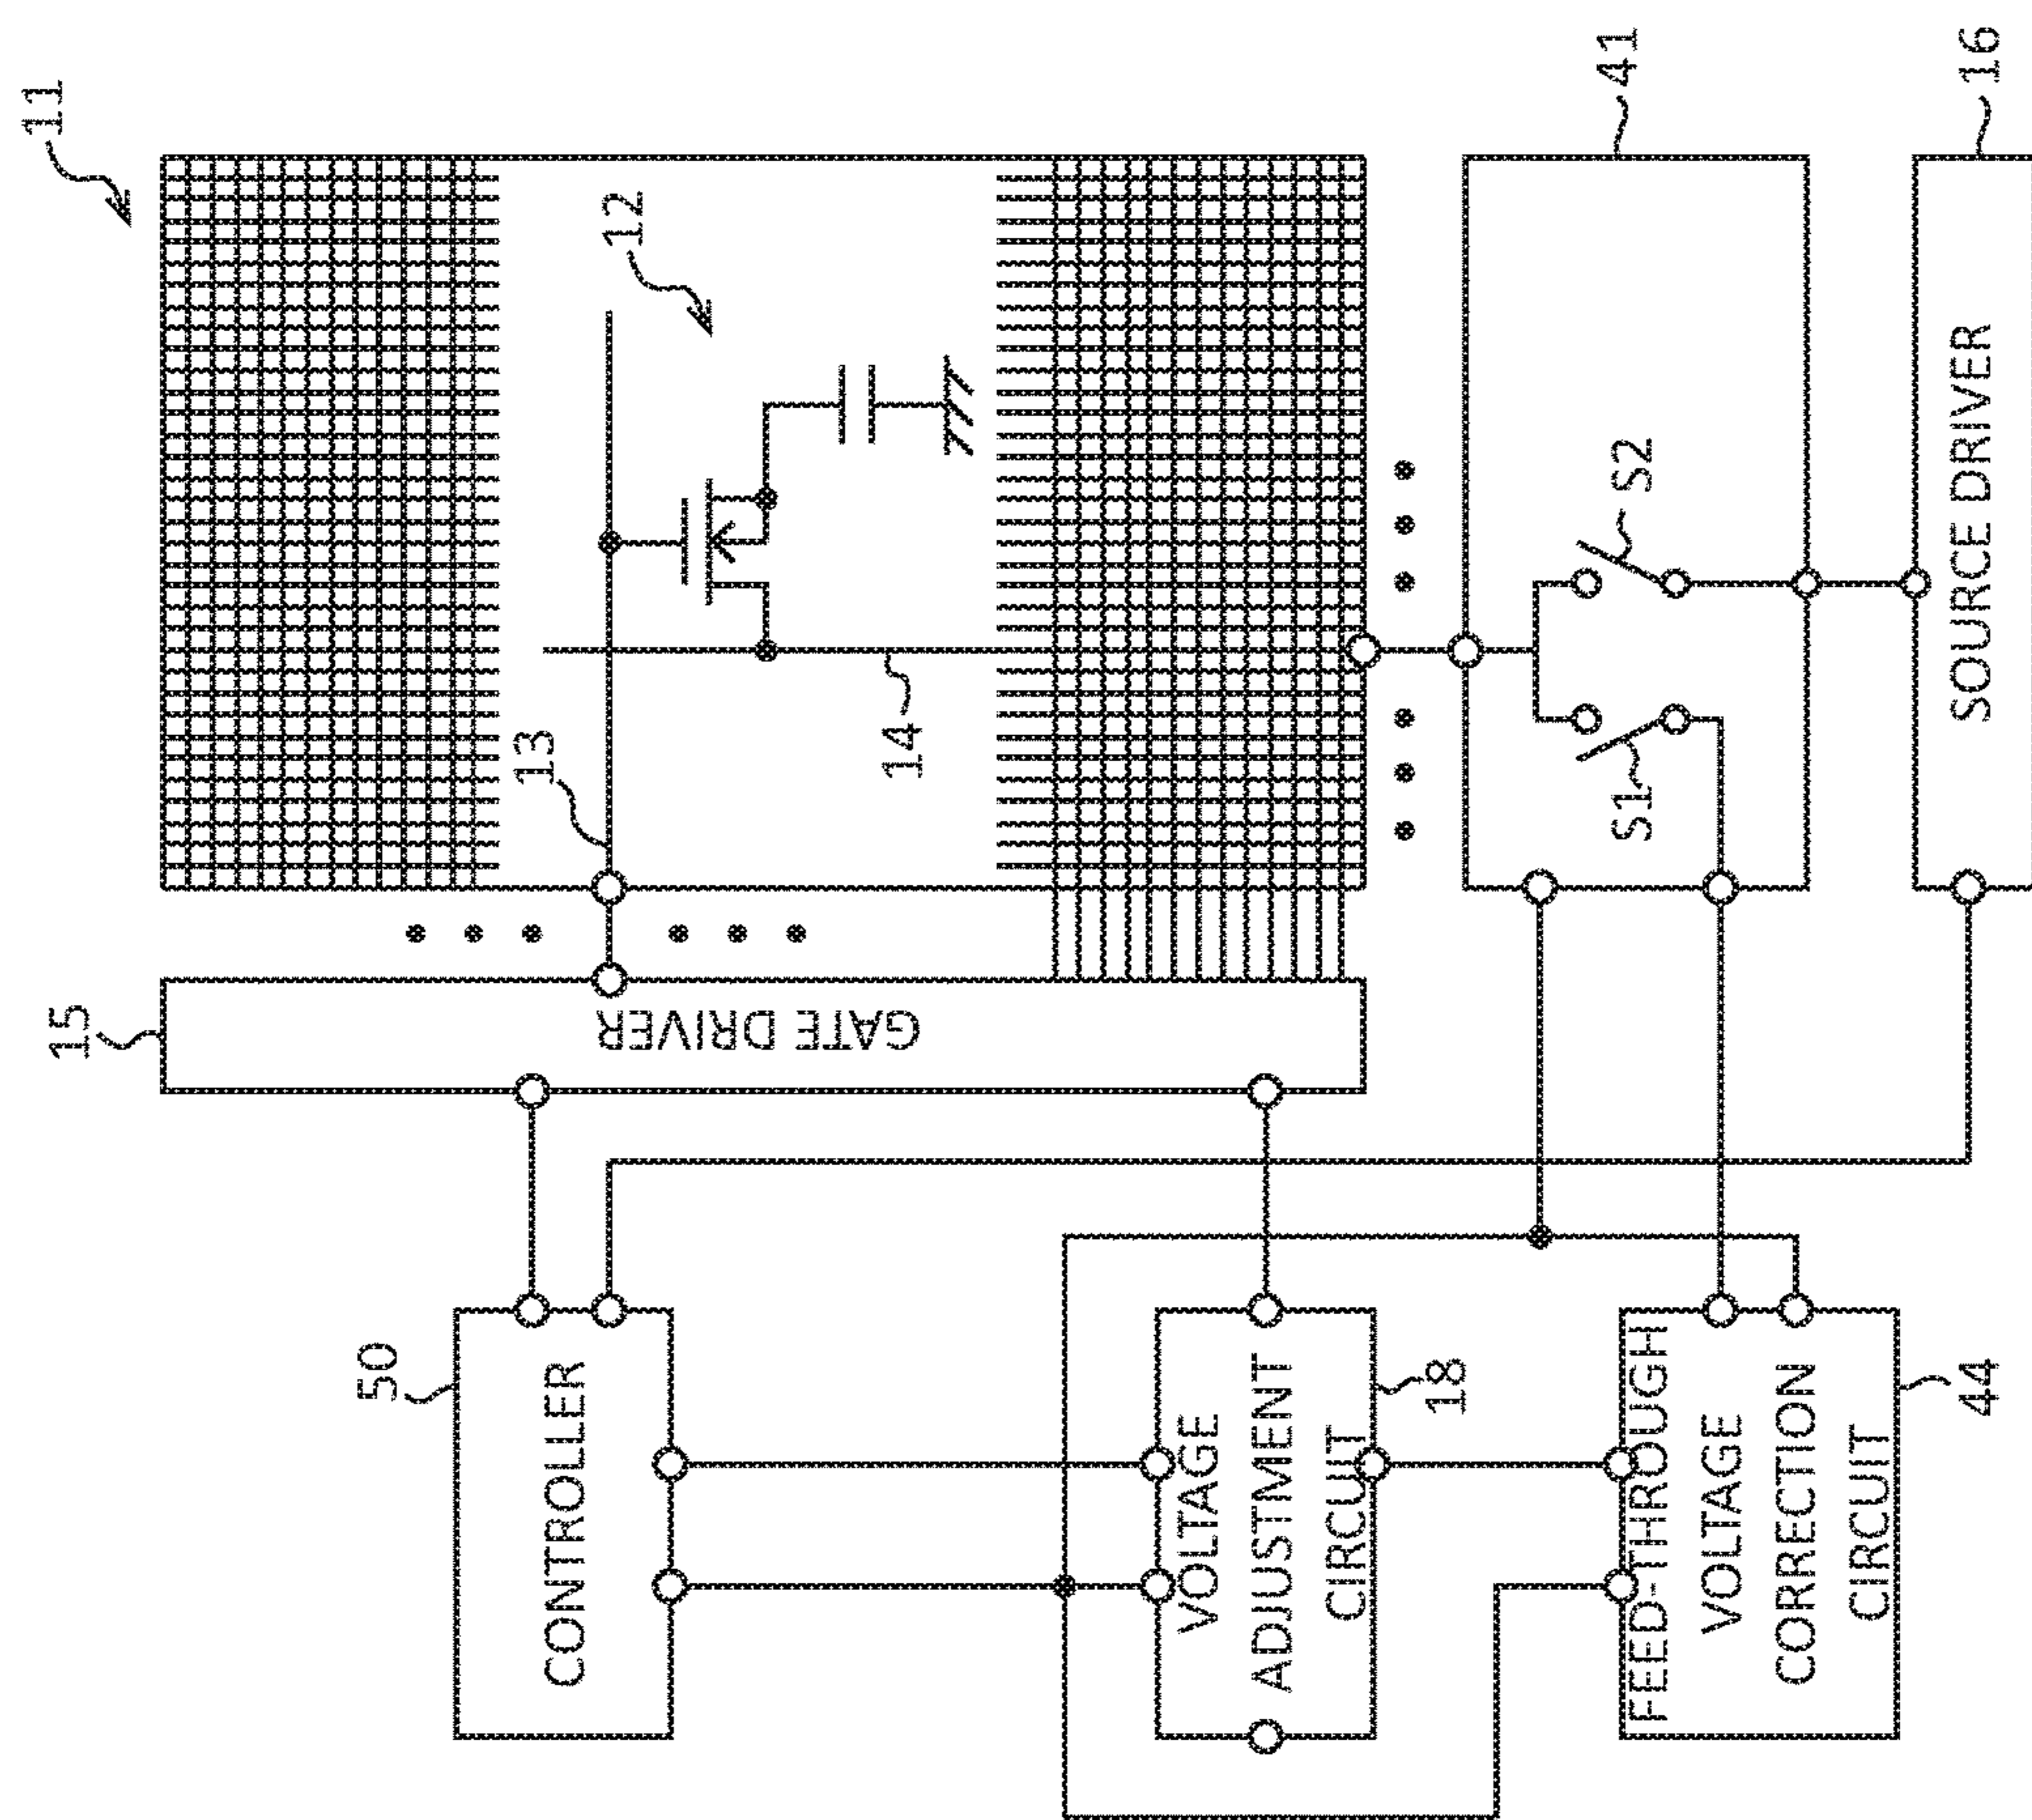 11
12
13
14
15
GATE DRIVER
41
S1
S2
16
SOURCE DRIVER
50
CONTROLLER
VOLTAGE
ADJUSTMENT
CIRCUIT
18
FEED-THROUGH
VOLTAGE
CORRECTION
CIRCUIT
44